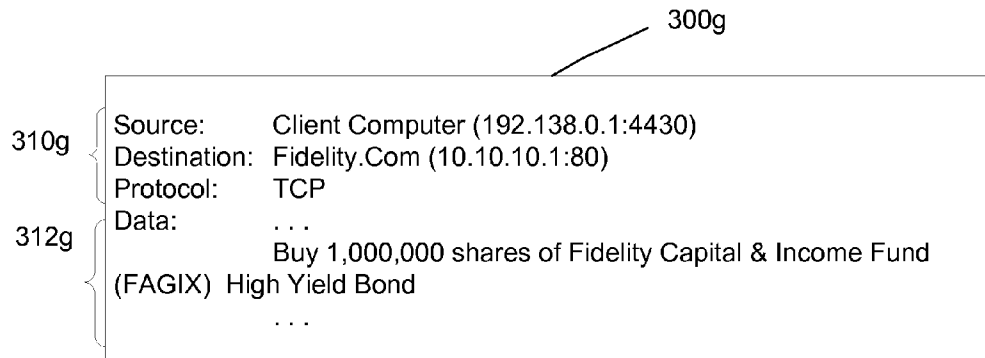 300g
310g
Source: Client Computer (192.138.0.1:4430)
Destination: Fidelity.Com (10.10.10.1:80)
Protocol: TCP
312g
Data: . . .
Buy 1,000,000 shares of Fidelity Capital & Income Fund
(FAGIX) High Yield Bond
. . .